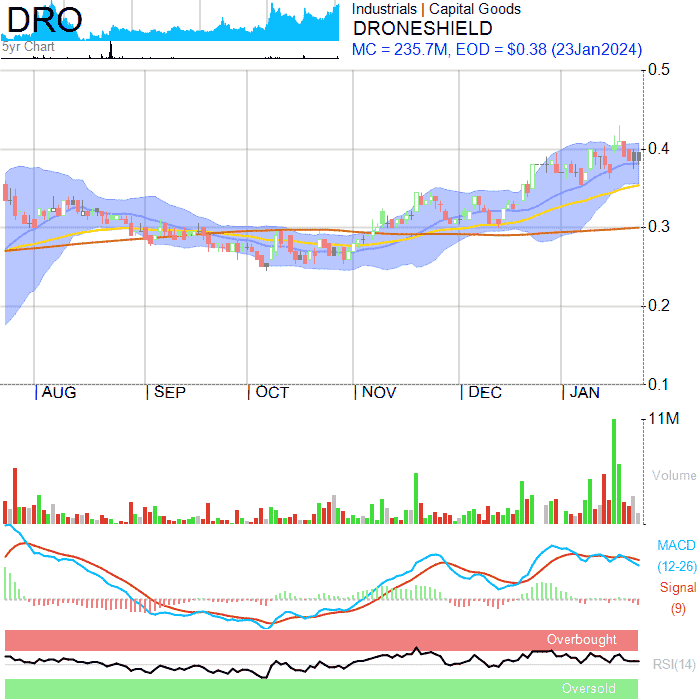 DRO
5yr Chart
Industrials | Capital Goods
DRONESHIELD
MC = 235.7M, EOD = $0.38 (23Jan2024)
0.5
0.4
0.3
0.2
0.1
| AUG | SEP | OCT | NOV | DEC | JAN
11M
Volume
MACD
(12-26)
Signal
(9)
Overbought
RSI(14)
Oversold